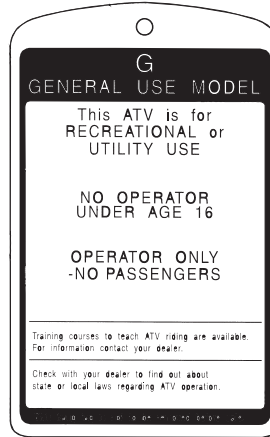 G
GENERAL USE MODEL
This ATV is for
RECREATIONAL or
UTILITY USE
NO OPERATOR
UNDER AGE 16
OPERATOR ONLY
-NO PASSENGERS
Training courses to teach ATV riding are available.
For information contact your dealer.
Check with your dealer to find out about
state or local laws regarding ATV operation.